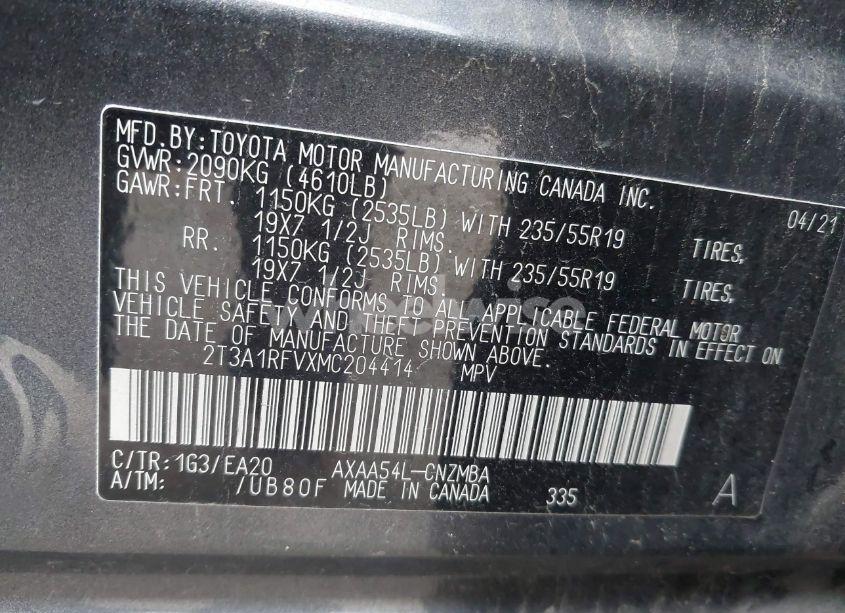 MFD.BY:TOYOTA MOTOR MANUFACTURING CANADA INC. 04/21
GVWR:2090KG (4610LB)
GAWR:FRT. 1150KG (2535LB) WITH 235/55R19 TIRES,
19X7 1/2J RIMS.
RR. 1150KG (2535LB) WITH 235/55R19 TIRES,
19X7 1/2J RIMS.
THIS VEHICLE CONFORMS TO ALL APPLICABLE FEDERAL MOTOR
VEHICLE SAFETY AND THEFT PREVENTION STANDARDS IN EFFECT ON
THE DATE OF MANUFACTURE SHOWN ABOVE.
2T3A1RFVXMC204414 MPV
C/TR:1G3/EA20 AXAA54L-CNZMBA
A/TM: /UB80F MADE IN CANADA 335 A